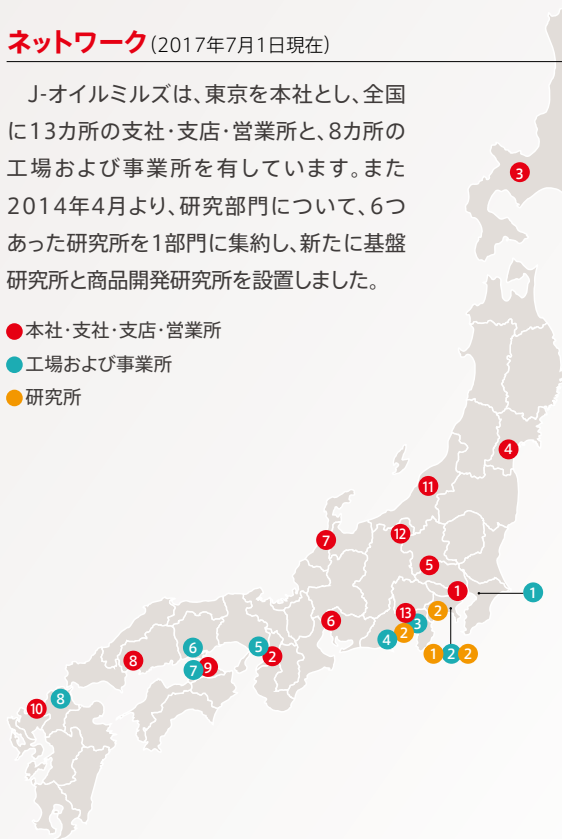 ネットワーク(2017年7月1日現在)
J-オイルミルズは、東京を本社とし、全国
に13カ所の支社・支店・営業所と、8カ所の
工場および事業所を有しています。また
2014年4月より、研究部門について、6つ
あった研究所を1部門に集約し、新たに基盤
研究所と商品開発研究所を設置しました。
本社・支社・支店・営業所
工場および事業所
研究所
3
4
11
12
7
5
1
1
2
13
3
6
2
4
5
6
2
8
7
9
1
2
2
8
10